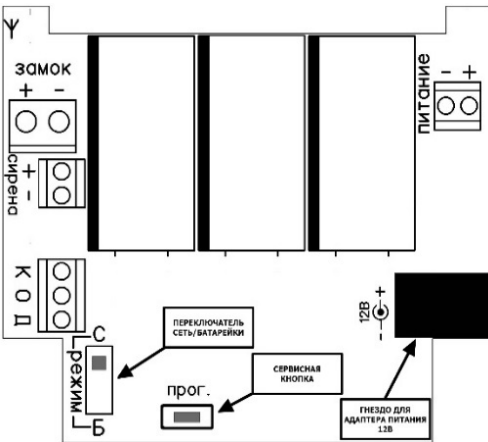 замок
+ -
+
-
сирена
- +
питание
К
О
Д
С
режим
Б
ПЕРЕКЛЮЧАТЕЛЬ
СЕТЬ/БАТАРЕЙКИ
прог.
СЕРВИСНАЯ
КНОПКА
+
12В
-
ГНЕЗДО ДЛЯ
АДАПТЕРА ПИТАНИЯ
12В